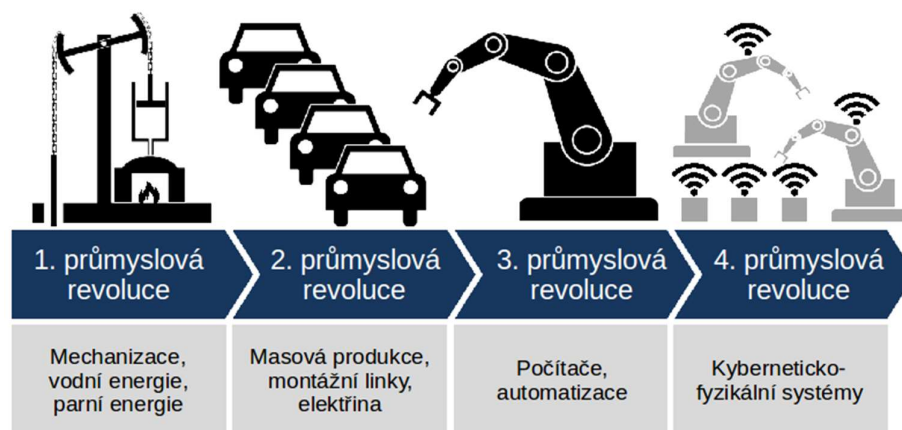 1. průmyslová
revoluce
2. průmyslová
revoluce
3. průmyslová
revoluce
4. průmyslová
revoluce
Mechanizace,
vodní energie,
parní energie
Masová produkce,
montážní linky,
elektřina
Počítače,
automatizace
Kyberneticko-
fyzikální systémy